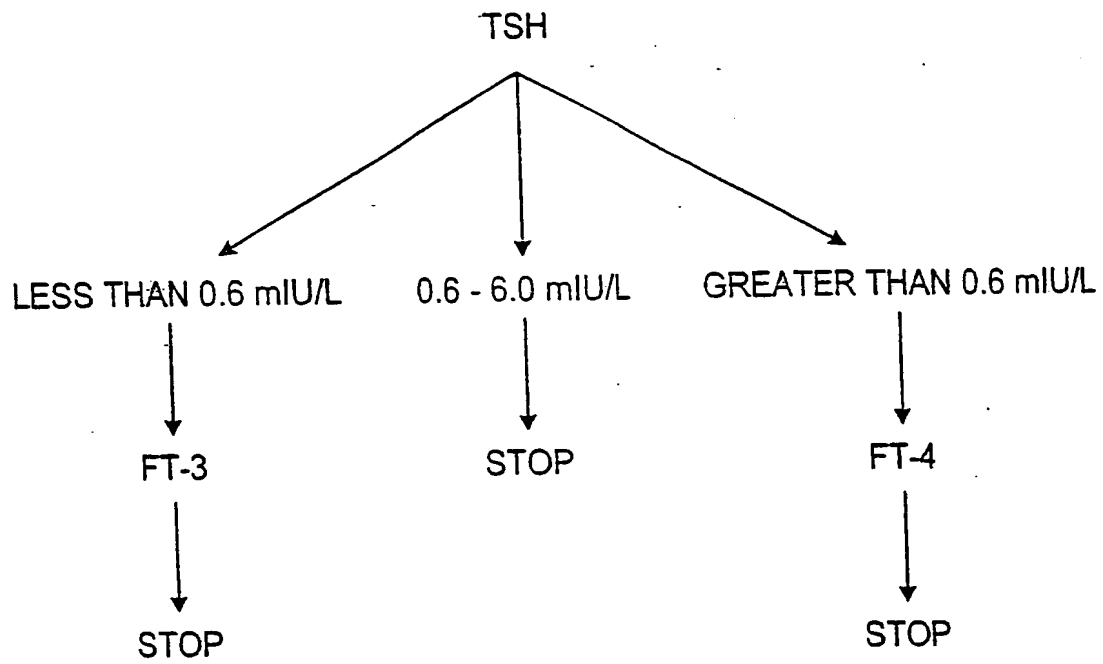 TSH
LESS THAN 0.6 mIU/L
0.6 - 6.0 mIU/L
GREATER THAN 0.6 mIU/L
FT-3
STOP
FT-4
STOP
STOP